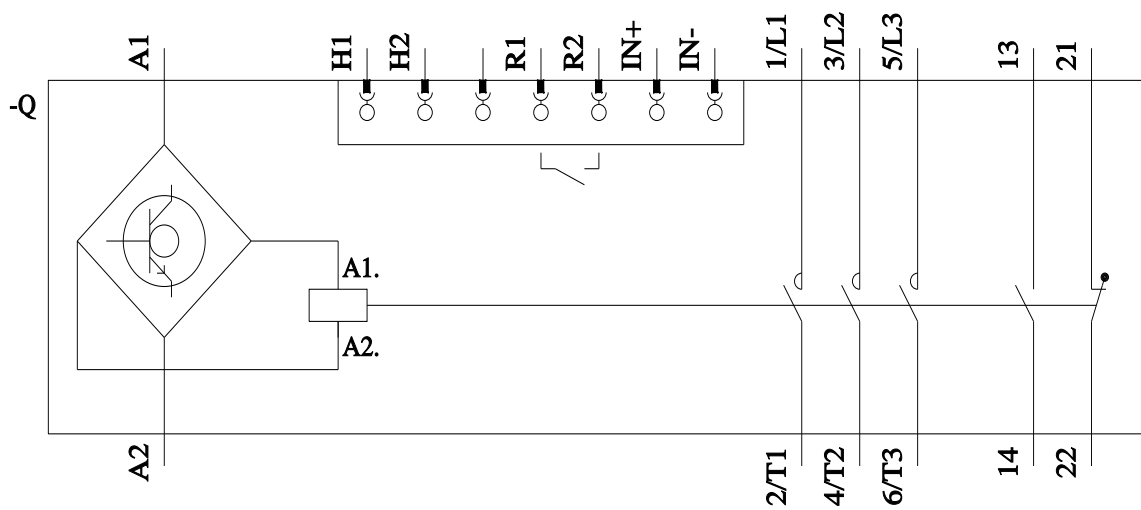 A1
H1
H2
R1
R2
IN+
IN-
1/L1
3/L2
5/L3
13
21
-Q
A1.
A2.
A2
2/T1
4/T2
6/T3
14
22